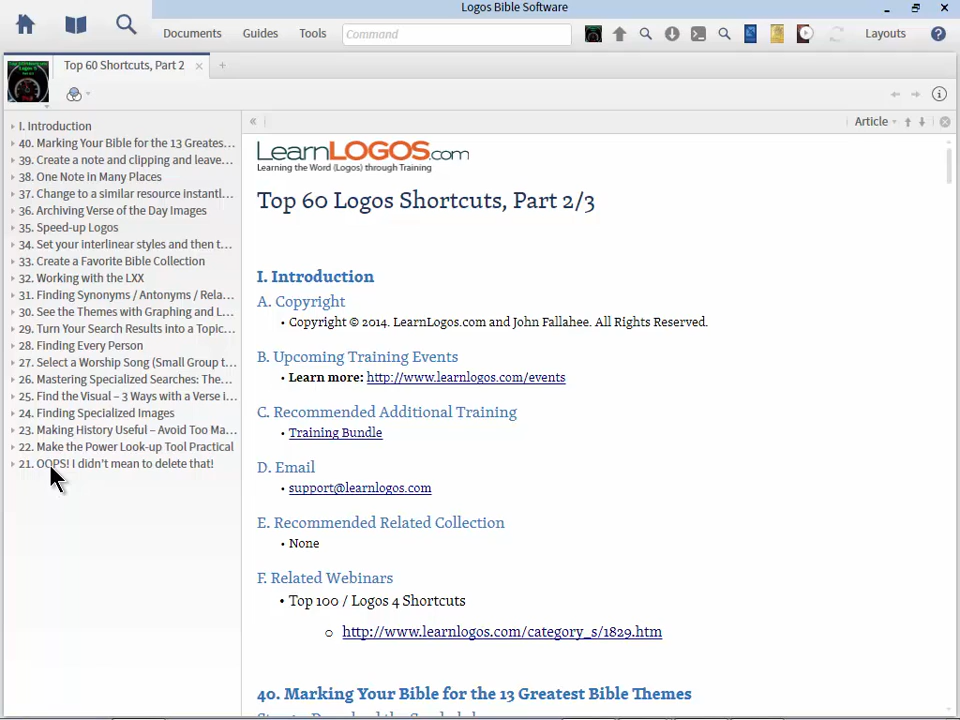 Logos Bible Software
Documents Guides Tools Command Layouts
Top 60 Shortcuts, Part 2
Article
I. Introduction
40. Marking Your Bible for the 13 Greates...
39. Create a note and clipping and leave...
38. One Note in Many Places
37. Change to a similar resource instantl...
36. Archiving Verse of the Day Images
35. Speed-up Logos
34. Set your interlinear styles and then t...
33. Create a Favorite Bible Collection
32. Working with the LXX
31. Finding Synonyms / Antonyms / Rela...
30. See the Themes with Graphing and L...
29. Turn Your Search Results into a Topic...
28. Finding Every Person
27. Select a Worship Song (Small Group t...
26. Mastering Specialized Searches: The...
25. Find the Visual – 3 Ways with a Verse i...
24. Finding Specialized Images
23. Making History Useful – Avoid Too Ma...
22. Make the Power Look-up Tool Practical
21. OOPS! I didn't mean to delete that!
LearnLOGOS.com
Learning the Word (Logos) through Training
Top 60 Logos Shortcuts, Part 2/3
I. Introduction
A. Copyright
• Copyright © 2014. LearnLogos.com and John Fallahee. All Rights Reserved.
B. Upcoming Training Events
• Learn more: http://www.learnlogos.com/events
C. Recommended Additional Training
• Training Bundle
D. Email
• support@learnlogos.com
E. Recommended Related Collection
• None
F. Related Webinars
• Top 100 / Logos 4 Shortcuts
o http://www.learnlogos.com/category_s/1829.htm
40. Marking Your Bible for the 13 Greatest Bible Themes